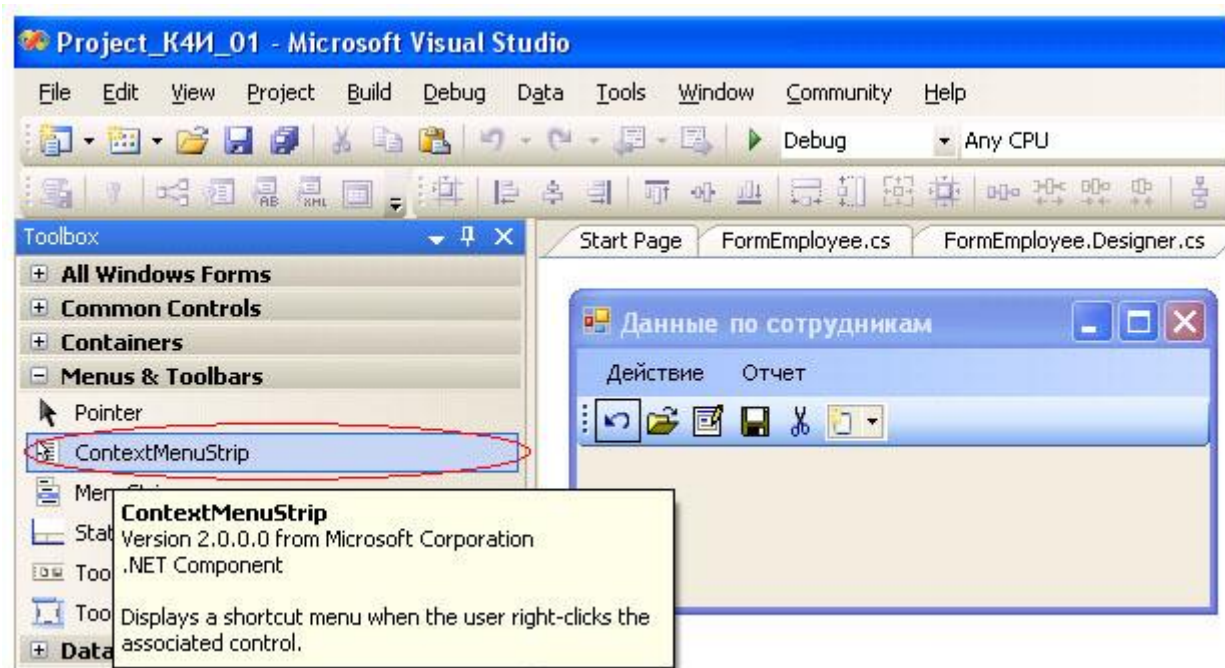 Project_К4И_01 - Microsoft Visual Studio
File Edit View Project Build Debug Data Tools Window Community Help
Debug Any CPU
AB XML
Toolbox
Start Page FormEmployee.cs FormEmployee.Designer.cs
All Windows Forms
Common Controls
Containers
Menus & Toolbars
Pointer
ContextMenuStrip
ContextMenuStrip
Version 2.0.0.0 from Microsoft Corporation
.NET Component
Displays a shortcut menu when the user right-clicks the
associated control.
Data
Данные по сотрудникам
Действие Отчет